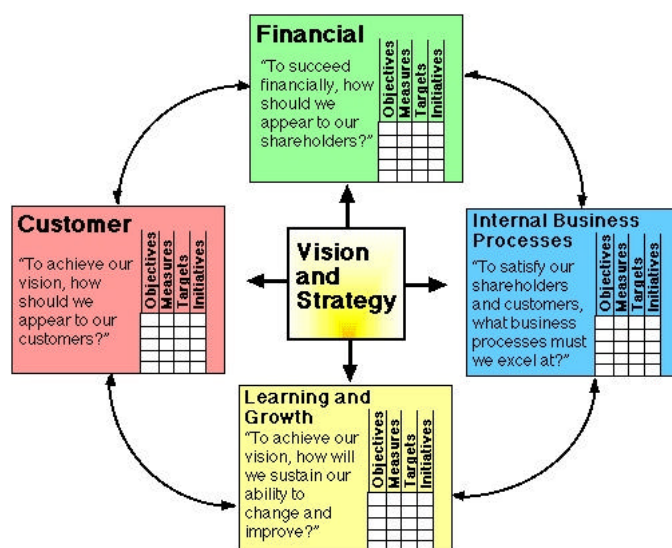 Financial
“To succeed
financially, how
should we
appear to our
shareholders?”
Objectives
Measures
Targets
Initiatives
Customer
“To achieve our
vision, how
should we
appear to our
customers?”
Objectives
Measures
Targets
Initiatives
Vision
and
Strategy
Internal Business
Processes
“To satisfy our
shareholders
and customers,
what business
processes must
we excel at?”
Objectives
Measures
Targets
Initiatives
Learning and
Growth
“To achieve our
vision, how will
we sustain our
ability to
change and
improve?”
Objectives
Measures
Targets
Initiatives